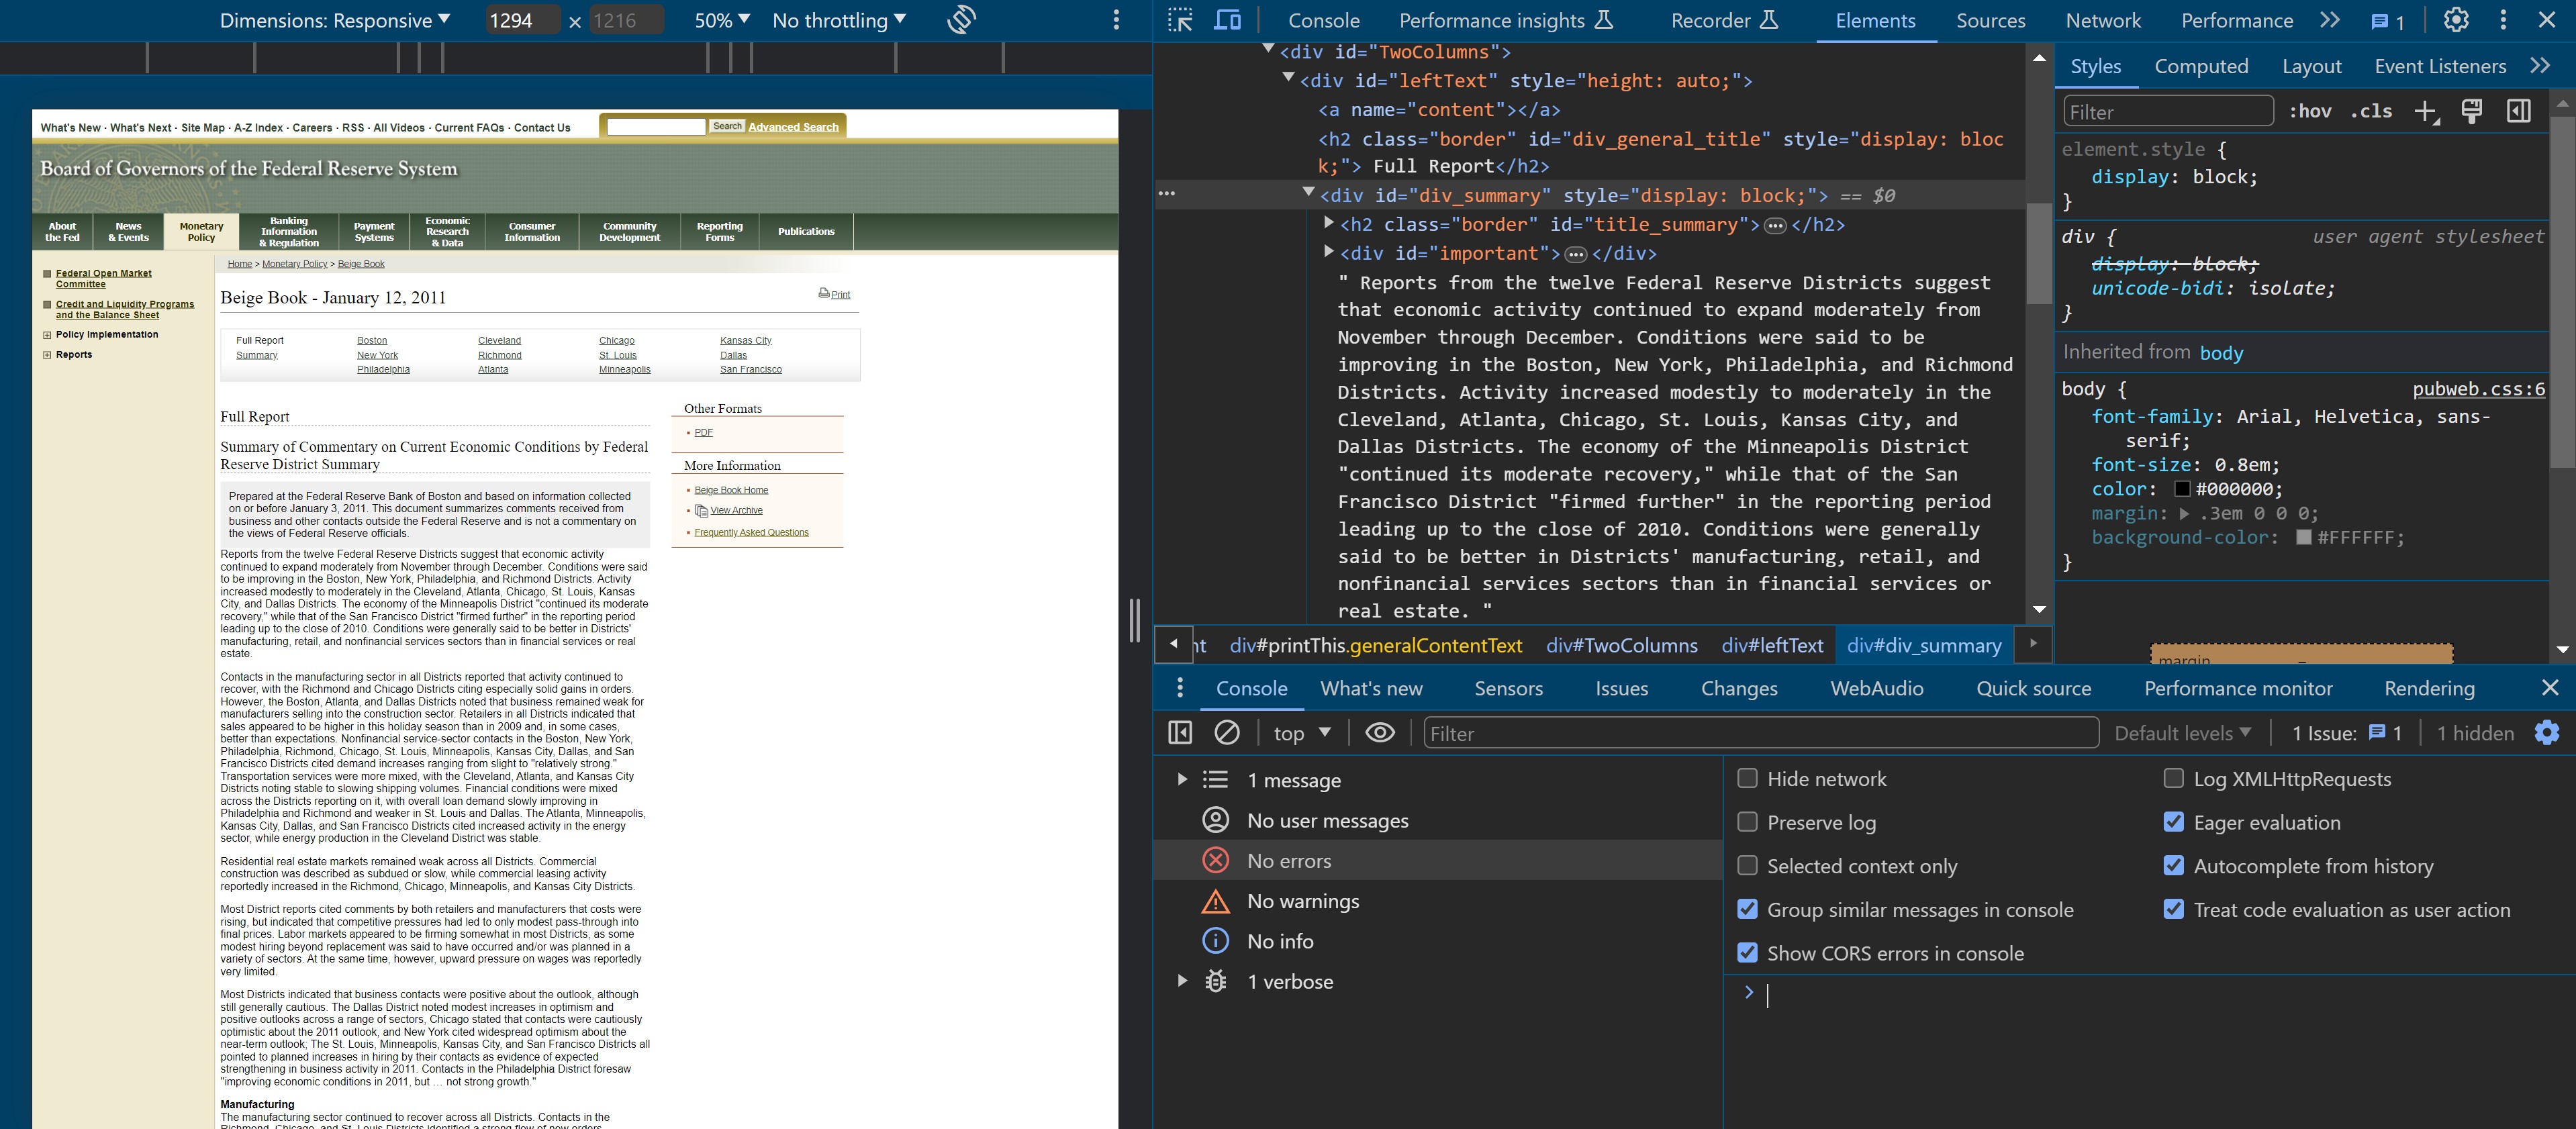 Dimensions: Responsive ▼ 1294 × 1216 50% ▼ No throttling ▼
What's New · What's Next · Site Map · A-Z Index · Careers · RSS · All Videos · Current FAQs · Contact Us
Search Advanced Search
Board of Governors of the Federal Reserve System
About the Fed
News & Events
Monetary Policy
Banking Information & Regulation
Payment Systems
Economic Research & Data
Consumer Information
Community Development
Reporting Forms
Publications
Federal Open Market
Committee
Credit and Liquidity Programs
and the Balance Sheet
Policy Implementation
Reports
Home > Monetary Policy > Beige Book
Beige Book - January 12, 2011
Print
Full Report Boston Cleveland Chicago Kansas City
Summary New York Richmond St. Louis Dallas
Philadelphia Atlanta Minneapolis San Francisco
Full Report
Summary of Commentary on Current Economic Conditions by Federal
Reserve District Summary
Prepared at the Federal Reserve Bank of Boston and based on information collected
on or before January 3, 2011. This document summarizes comments received from
business and other contacts outside the Federal Reserve and is not a commentary on
the views of Federal Reserve officials.
Reports from the twelve Federal Reserve Districts suggest that economic activity
continued to expand moderately from November through December. Conditions were said
to be improving in the Boston, New York, Philadelphia, and Richmond Districts. Activity
increased modestly to moderately in the Cleveland, Atlanta, Chicago, St. Louis, Kansas
City, and Dallas Districts. The economy of the Minneapolis District "continued its moderate
recovery," while that of the San Francisco District "firmed further" in the reporting period
leading up to the close of 2010. Conditions were generally said to be better in Districts'
manufacturing, retail, and nonfinancial services sectors than in financial services or real
estate.
Contacts in the manufacturing sector in all Districts reported that activity continued to
recover, with the Richmond and Chicago Districts citing especially solid gains in orders.
However, the Boston, Atlanta, and Dallas Districts noted that business remained weak for
manufacturers selling into the construction sector. Retailers in all Districts indicated that
sales appeared to be higher in this holiday season than in 2009 and, in some cases,
better than expectations. Nonfinancial service-sector contacts in the Boston, New York,
Philadelphia, Richmond, Chicago, St. Louis, Minneapolis, Kansas City, Dallas, and San
Francisco Districts cited demand increases ranging from slight to "relatively strong."
Transportation services were more mixed, with the Cleveland, Atlanta, and Kansas City
Districts noting stable to slowing shipping volumes. Financial conditions were mixed
across the Districts reporting on it, with overall loan demand slowly improving in
Philadelphia and Richmond and weaker in St. Louis and Dallas. The Atlanta, Minneapolis,
Kansas City, Dallas, and San Francisco Districts cited increased activity in the energy
sector, while energy production in the Cleveland District was stable.
Residential real estate markets remained weak across all Districts. Commercial
construction was described as subdued or slow, while commercial leasing activity
reportedly increased in the Richmond, Chicago, Minneapolis, and Kansas City Districts.
Most District reports cited comments by both retailers and manufacturers that costs were
rising, but indicated that competitive pressures had led to only modest pass-through into
final prices. Labor markets appeared to be firming somewhat in most Districts, as some
modest hiring beyond replacement was said to have occurred and/or was planned in a
variety of sectors. At the same time, however, upward pressure on wages was reportedly
very limited.
Most Districts indicated that business contacts were positive about the outlook, although
still generally cautious. The Dallas District noted modest increases in optimism and
positive outlooks across a range of sectors, Chicago stated that contacts were cautiously
optimistic about the 2011 outlook, and New York cited widespread optimism about the
near-term outlook; The St. Louis, Minneapolis, Kansas City, and San Francisco Districts all
pointed to planned increases in hiring by their contacts as evidence of expected
strengthening in business activity in 2011. Contacts in the Philadelphia District foresaw
"improving economic conditions in 2011, but ... not strong growth."
Manufacturing
The manufacturing sector continued to recover across all Districts. Contacts in the
Richmond, Chicago, and St. Louis Districts identified a strong flow of new orders
Other Formats
PDF
More Information
Beige Book Home
View Archive
Frequently Asked Questions
Console Performance insights Recorder Elements Sources Network Performance 1
<div id="TwoColumns">
<div id="leftText" style="height: auto;">
<a name="content"></a>
<h2 class="border" id="div_general_title" style="display: bloc
k;"> Full Report</h2>
<div id="div_summary" style="display: block;"> == $0
<h2 class="border" id="title_summary">…</h2>
<div id="important">…</div>
" Reports from the twelve Federal Reserve Districts suggest
that economic activity continued to expand moderately from
November through December. Conditions were said to be
improving in the Boston, New York, Philadelphia, and Richmond
Districts. Activity increased modestly to moderately in the
Cleveland, Atlanta, Chicago, St. Louis, Kansas City, and
Dallas Districts. The economy of the Minneapolis District
"continued its moderate recovery," while that of the San
Francisco District "firmed further" in the reporting period
leading up to the close of 2010. Conditions were generally
said to be better in Districts' manufacturing, retail, and
nonfinancial services sectors than in financial services or
real estate. "
nt div#printThis.generalContentText div#TwoColumns div#leftText div#div_summary
Styles Computed Layout Event Listeners
Filter :hov .cls
element.style {
display: block;
}
div { user agent stylesheet
display: block;
unicode-bidi: isolate;
}
Inherited from body
body { pubweb.css:6
font-family: Arial, Helvetica, sans-
serif;
font-size: 0.8em;
color: #000000;
margin: ▶ .3em 0 0 0;
background-color: #FFFFFF;
}
margin –
Console What's new Sensors Issues Changes WebAudio Quick source Performance monitor Rendering
top ▼ Filter Default levels ▼ 1 Issue: 1 1 hidden
1 message
No user messages
No errors
No warnings
No info
1 verbose
Hide network Log XMLHttpRequests
Preserve log Eager evaluation
Selected context only Autocomplete from history
Group similar messages in console Treat code evaluation as user action
Show CORS errors in console